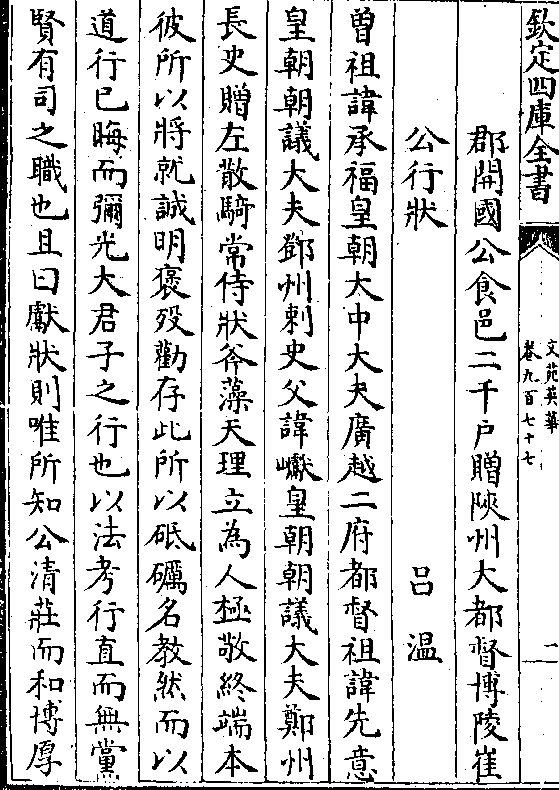 欽定四庫全書
文苑英華
卷九百七十七
二
郡開國公食邑二千户贈陜州大都督博陵崔
公行狀
吕温
曽祖諱承福皇朝太中大夫廣越二府都督祖諱先意
皇朝朝議大夫鄧州刺史父諱巘皇朝朝議大夫鄭州
長史贈左散騎常侍狀斧藻天理立為人極敬終端本
彼所以將就誠明褒殁勸存此所以砥礪名教然而以
道行已晦而彌光大君子之行也以法考行直而無黨
賢有司之職也且曰獻狀則唯所知公清莊而和博厚